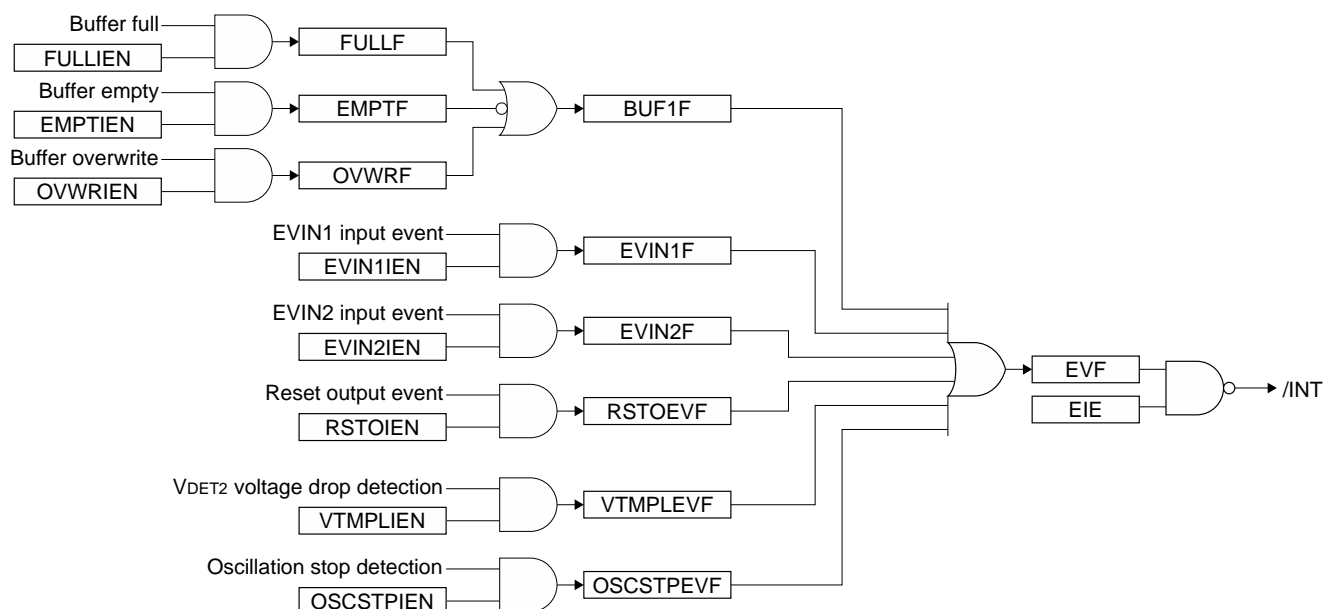 Buffer full
FULLIEN
FULLF
Buffer empty
EMPTIEN
EMPTF
BUF1F
Buffer overwrite
OVWRIEN
OVWRF
EVIN1 input event
EVIN1IEN
EVIN1F
EVIN2 input event
EVIN2IEN
EVIN2F
Reset output event
RSTOIEN
RSTOEVF
EVF
EIE
/INT
VDET2 voltage drop detection
VTMPLIEN
VTMPLEVF
Oscillation stop detection
OSCSTPIEN
OSCSTPEVF